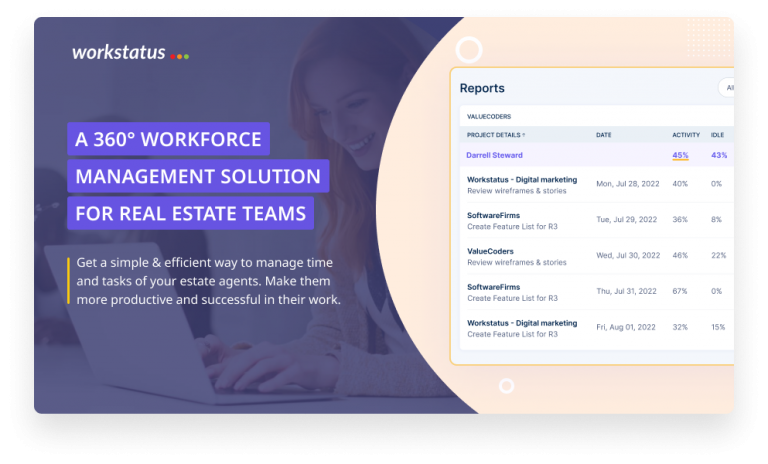 workstatus
A 360° WORKFORCE
MANAGEMENT SOLUTION
FOR REAL ESTATE TEAMS
Get a simple & efficient way to manage time
and tasks of your estate agents. Make them
more productive and successful in their work.
Reports
All
VALUECODERS
PROJECT DETAILS ↑ DATE ACTIVITY IDLE
Darrell Steward 45% 43%
Workstatus - Digital marketing
Review wireframes & stories
Mon, Jul 28, 2022 40% 0%
SoftwareFirms
Create Feature List for R3
Tue, Jul 29, 2022 36% 8%
ValueCoders
Review wireframes & stories
Wed, Jul 30, 2022 46% 22%
SoftwareFirms
Create Feature List for R3
Thu, Jul 31, 2022 67% 0%
Workstatus - Digital marketing
Create Feature List for R3
Fri, Aug 01, 2022 32% 15%